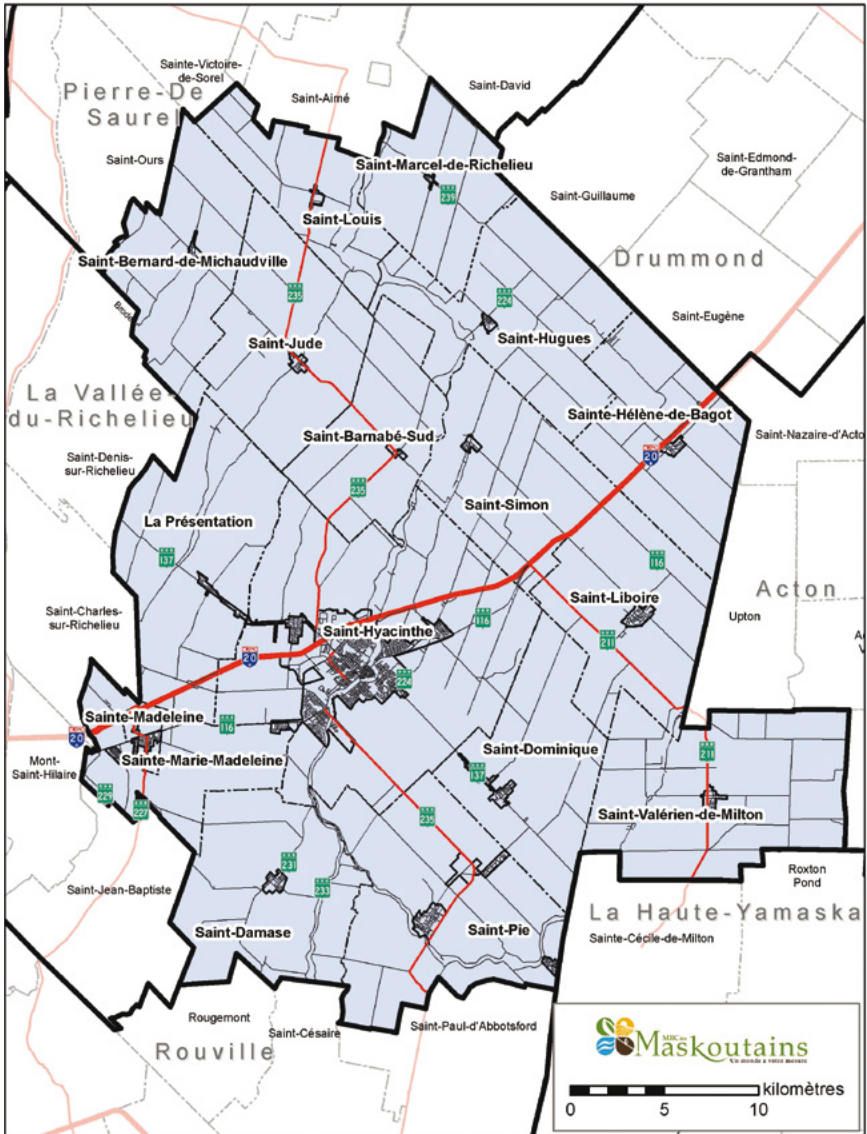 Sainte-Victoire-
de-Sorel
Pierre-De
Saurel
Saint-Aimé
Saint-David
Saint-Ours
Saint-Marcel-de-Richelieu
239
Saint-Edmond-
de-Grantham
Saint-Guillaume
Saint-Louis
Saint-Bernard-de-Michaudville
235
Drummond
224
Saint-Eugène
Saint-Jude
Saint-Hugues
La Vallée-
du-Richelieu
Sainte-Hélène-de-Bagot
Saint-Barnabé-Sud
20
Saint-Denis-
sur-Richelieu
235
Saint-Simon
La Présentation
137
116
Acton
Saint-Charles-
sur-Richelieu
Saint-Liboire
Upton
116
211
Saint-Hyacinthe
20
224
Sainte-Madeleine
116
20
Mont-
Saint-Hilaire
Sainte-Marie-Madeleine
Saint-Dominique
137
211
229
227
235
Saint-Valérien-de-Milton
231
233
Saint-Jean-Baptiste
Roxton
Pond
La Haute-Yamaska
Saint-Damase
Saint-Pie
Sainte-Cécile-de-Milton
Rougemont
Saint-Césaire
Saint-Paul-d'Abbotsford
Rouville
MRC des
Maskoutains
Un monde à votre mesure
kilomètres
0 5 10